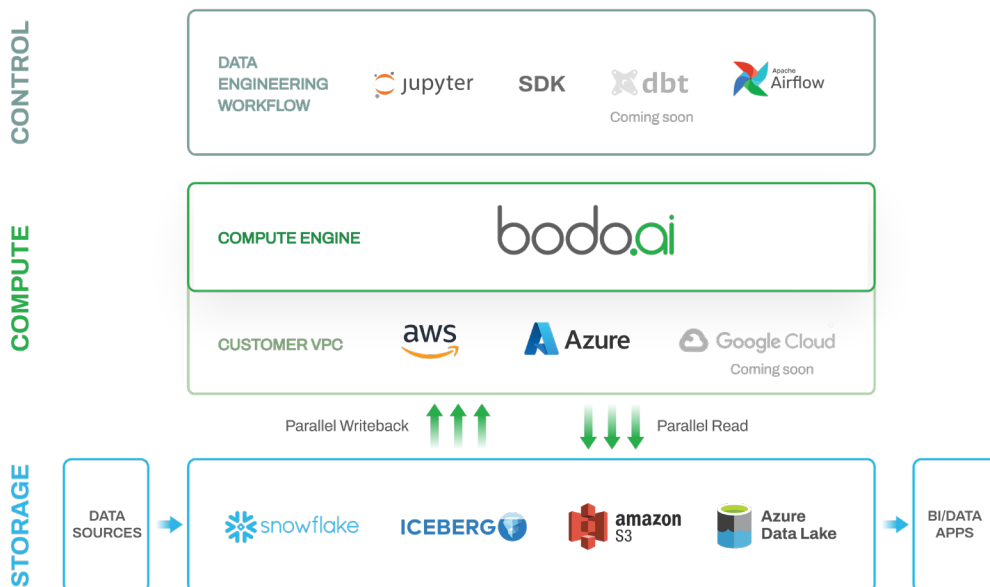 CONTROL
DATA
ENGINEERING
WORKFLOW
jupyter
SDK
dbt
Coming soon
Apache
Airflow
COMPUTE
COMPUTE ENGINE
bodo.ai
CUSTOMER VPC
aws
Azure
Google Cloud
Coming soon
Parallel Writeback
Parallel Read
STORAGE
DATA
SOURCES
snowflake
ICEBERG
amazon
S3
Azure
Data Lake
BI/DATA
APPS